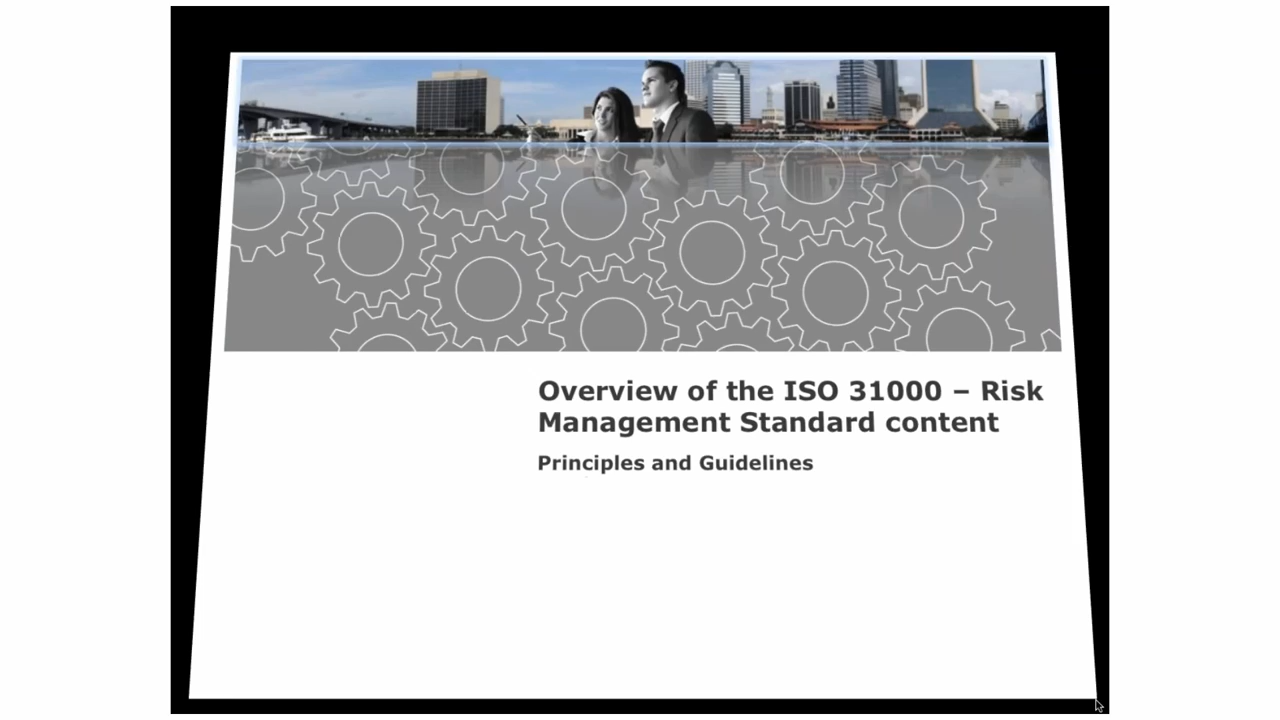 Overview of the ISO 31000 – Risk
Management Standard content
Principles and Guidelines